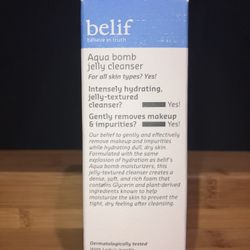 belif
believe in truth
Aqua bomb
jelly cleanser
For all skin types? Yes!
Intensely hydrating,
jelly-textured
cleanser? Yes!
Gently removes makeup
& impurities? Yes!
Our belief to gently and effectively
remove makeup and impurities
while hydrating dull, dry skin.
Formulated with the same
explosion of hydration as belif's
Aqua bomb moisturizers, this
jelly-textured cleanser creates a
dense, soft, and rich foam that
contains Glycerin and plant-derived
ingredients known to help
moisturize the skin to prevent the
tight, dry feeling after cleansing.
Dermatologically tested